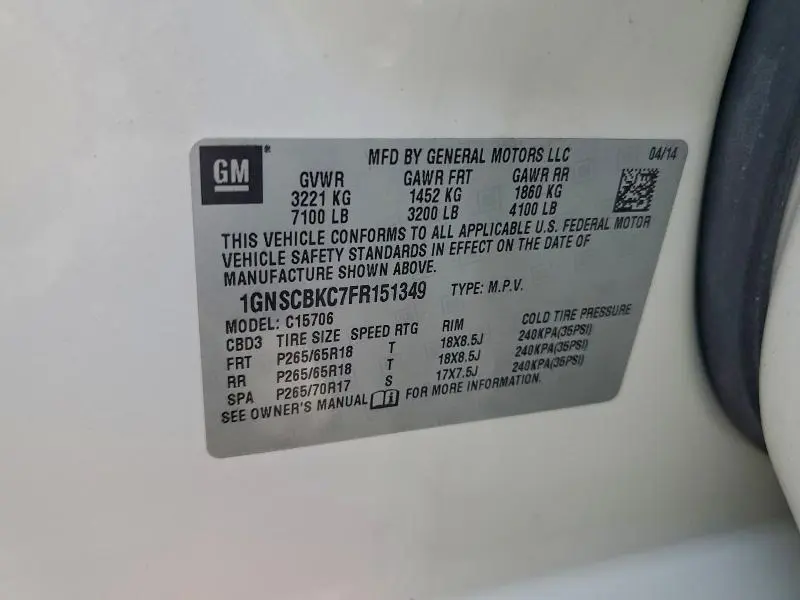 GM
MFD BY GENERAL MOTORS LLC 04/14
GVWR GAWR FRT GAWR RR
3221 KG 1452 KG 1860 KG
7100 LB 3200 LB 4100 LB
THIS VEHICLE CONFORMS TO ALL APPLICABLE U.S. FEDERAL MOTOR
VEHICLE SAFETY STANDARDS IN EFFECT ON THE DATE OF
MANUFACTURE SHOWN ABOVE.
1GNSCBKC7FR151349 TYPE: M.P.V.
MODEL: C15706
CBD3 TIRE SIZE SPEED RTG RIM COLD TIRE PRESSURE
FRT P265/65R18 T 18X8.5J 240KPA(35PSI)
RR P265/65R18 T 18X8.5J 240KPA(35PSI)
SPA P265/70R17 S 17X7.5J 240KPA(35PSI)
SEE OWNER'S MANUAL FOR MORE INFORMATION.